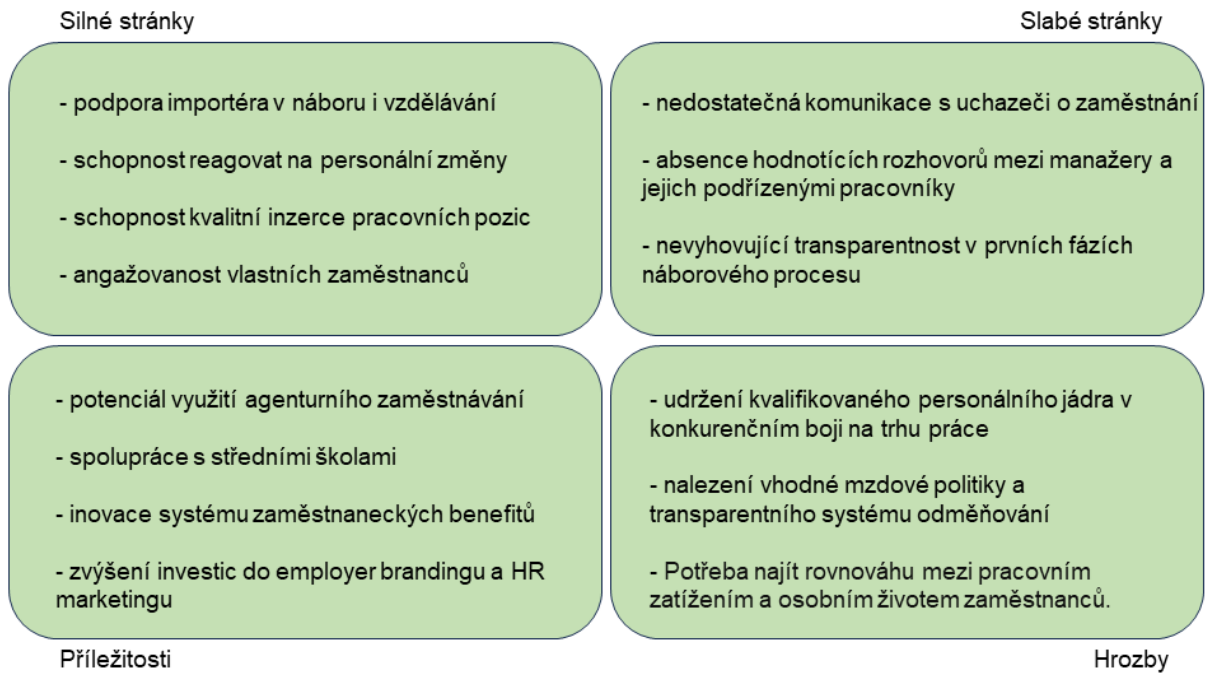 Silné stránky
Slabé stránky
- podpora importéra v náboru i vzdělávání
- schopnost reagovat na personální změny
- schopnost kvalitní inzerce pracovních pozic
- angažovanost vlastních zaměstnanců
- nedostatečná komunikace s uchazeči o zaměstnání
- absence hodnotících rozhovorů mezi manažery a
jejich podřízenými pracovníky
- nevyhovující transparentnost v prvních fázích
náborového procesu
- potenciál využití agenturního zaměstnávání
- spolupráce s středními školami
- inovace systému zaměstnaneckých benefitů
- zvýšení investic do employer brandingu a HR
marketingu
- udržení kvalifikovaného personálního jádra v
konkurenčním boji na trhu práce
- nalezení vhodné mzdové politiky a
transparentního systému odměňování
- Potřeba najít rovnováhu mezi pracovním
zatížením a osobním životem zaměstnanců.
Příležitosti
Hrozby